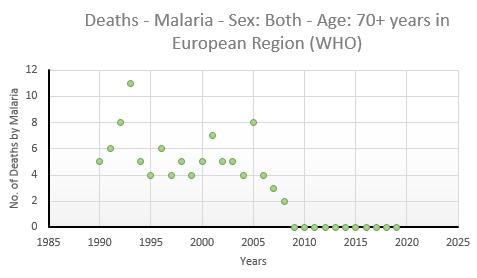 Deaths - Malaria - Sex: Both - Age: 70+ years in
European Region (WHO)
12
10
8
6
4
2
0
No. of Deaths by Malaria
1985 1990 1995 2000 2005 2010 2015 2020 2025
Years